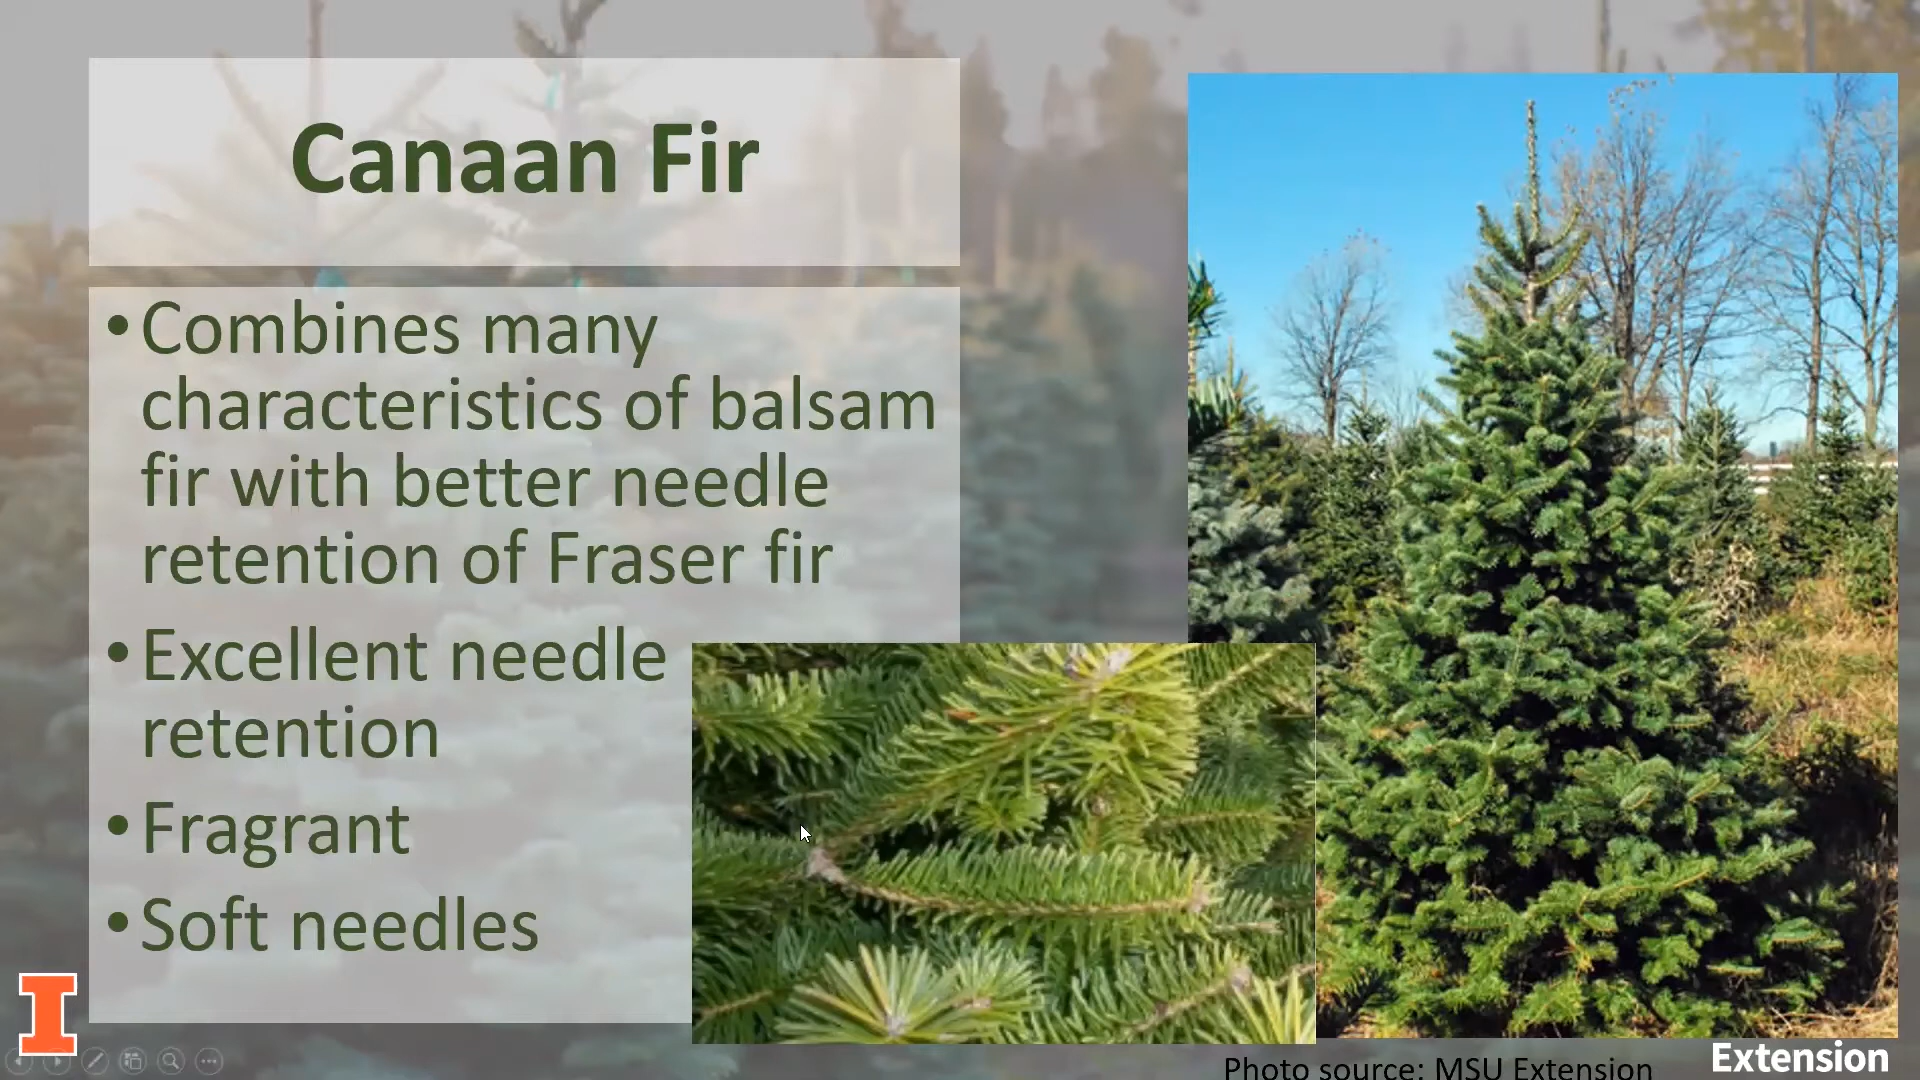 Canaan Fir
• Combines many
characteristics of balsam
fir with better needle
retention of Fraser fir
• Excellent needle
retention
• Fragrant
• Soft needles
I
Extension
Photo source: MSU Extension